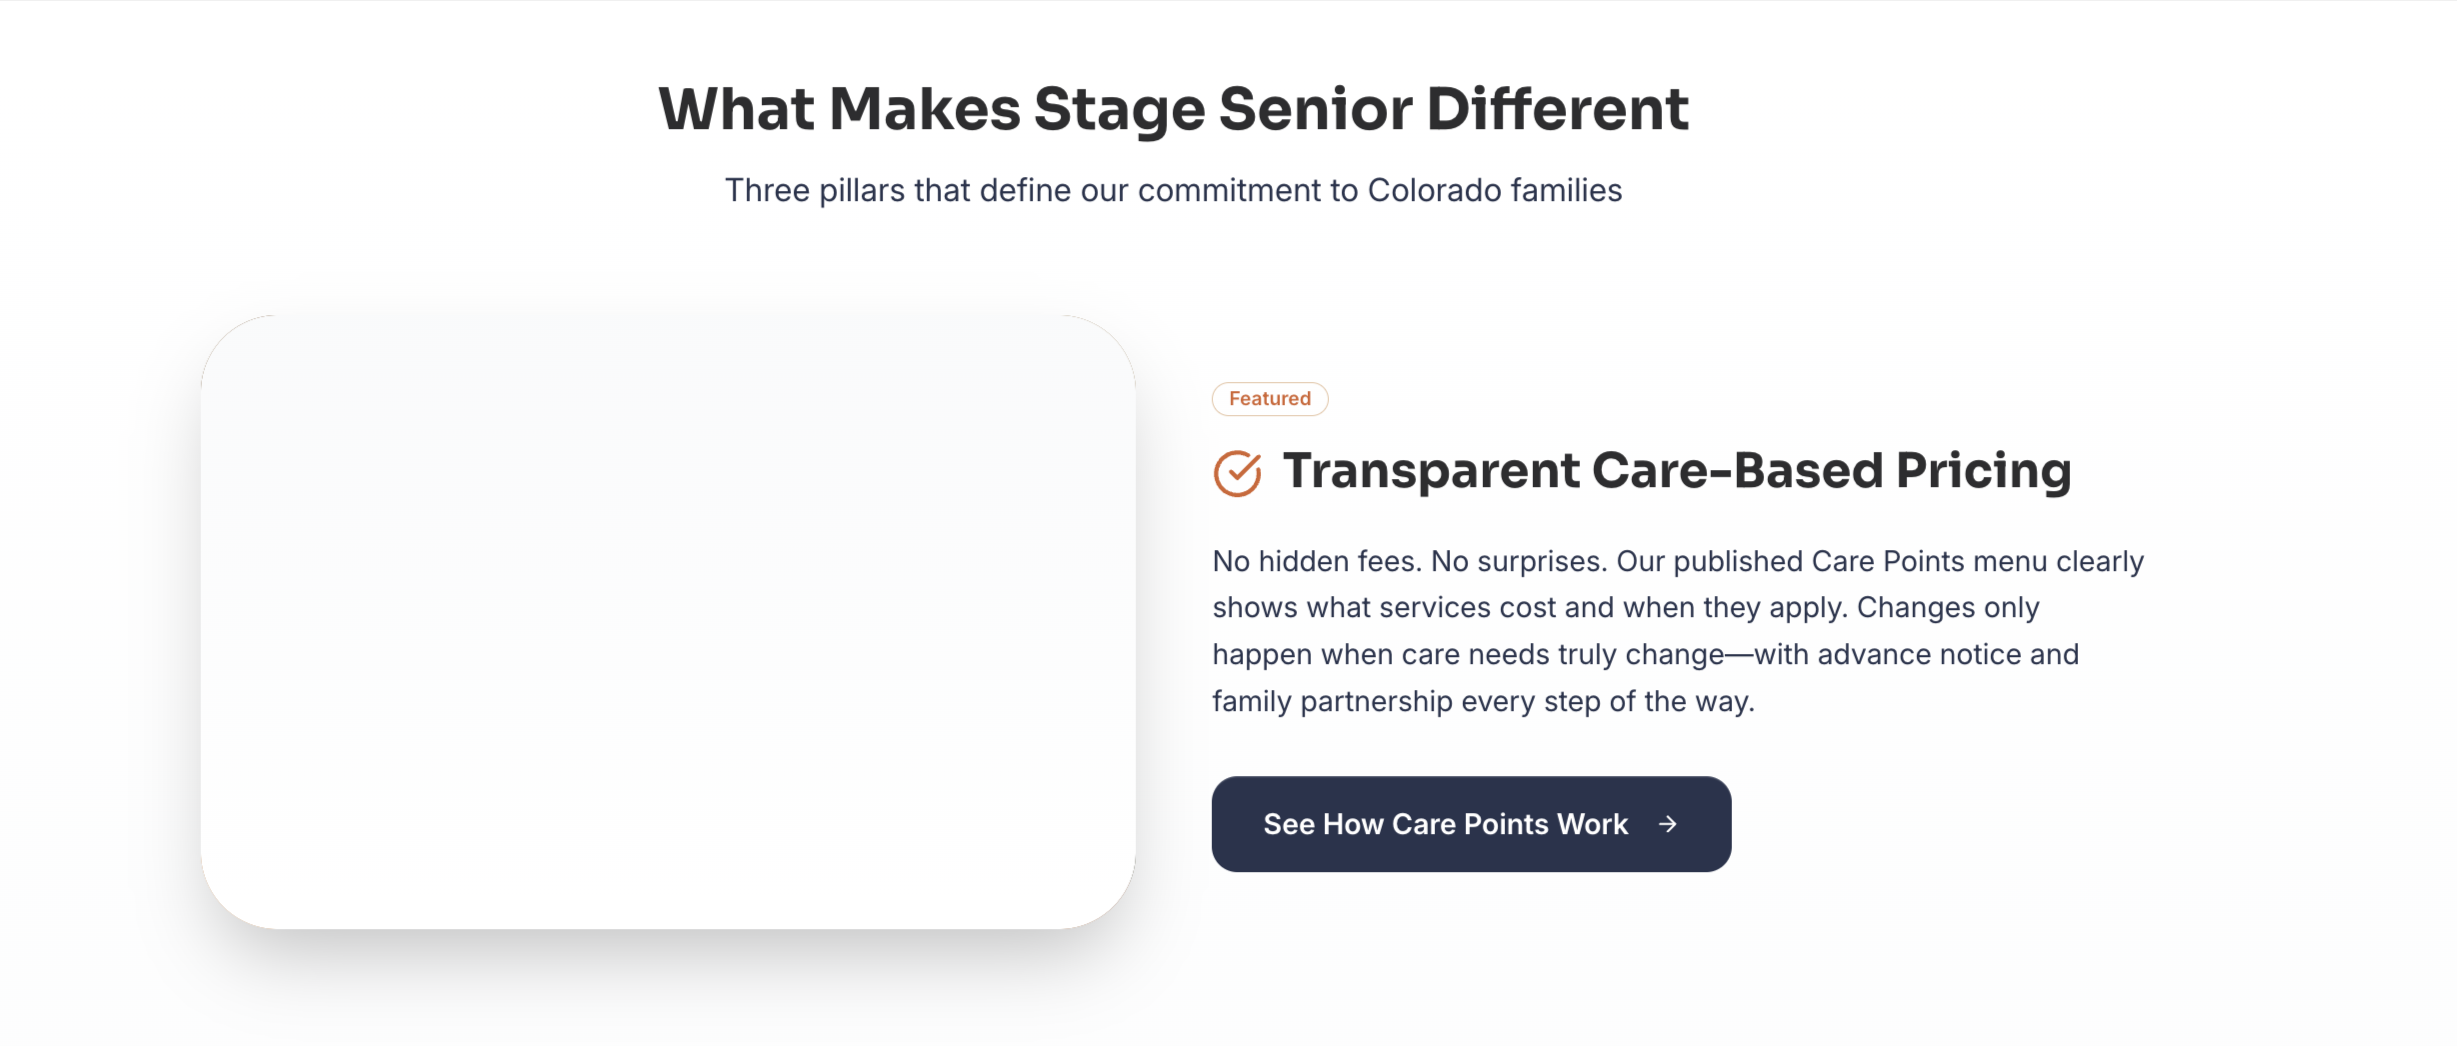 What Makes Stage Senior Different
Three pillars that define our commitment to Colorado families
Featured
Transparent Care-Based Pricing
No hidden fees. No surprises. Our published Care Points menu clearly
shows what services cost and when they apply. Changes only
happen when care needs truly change—with advance notice and
family partnership every step of the way.
See How Care Points Work